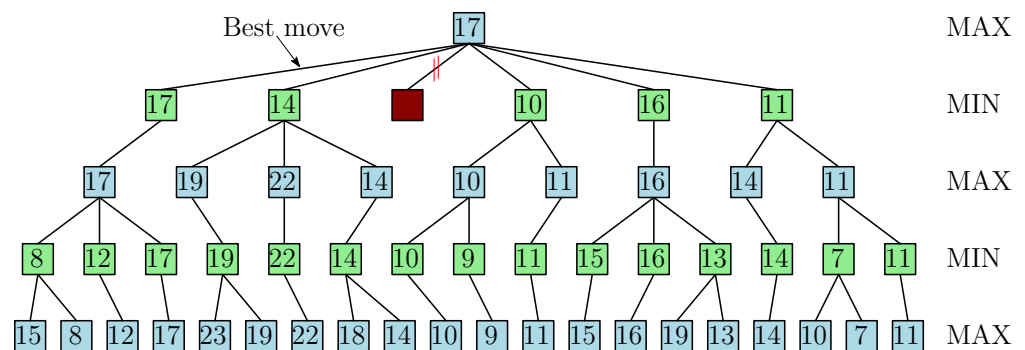 Best move 17 MAX
17 14 10 16 11 MIN
17 19 22 14 10 11 16 14 11 MAX
8 12 17 19 22 14 10 9 11 15 16 13 14 7 11 MIN
15 8 12 17 23 19 22 18 14 10 9 11 15 16 19 13 14 10 7 11 MAX